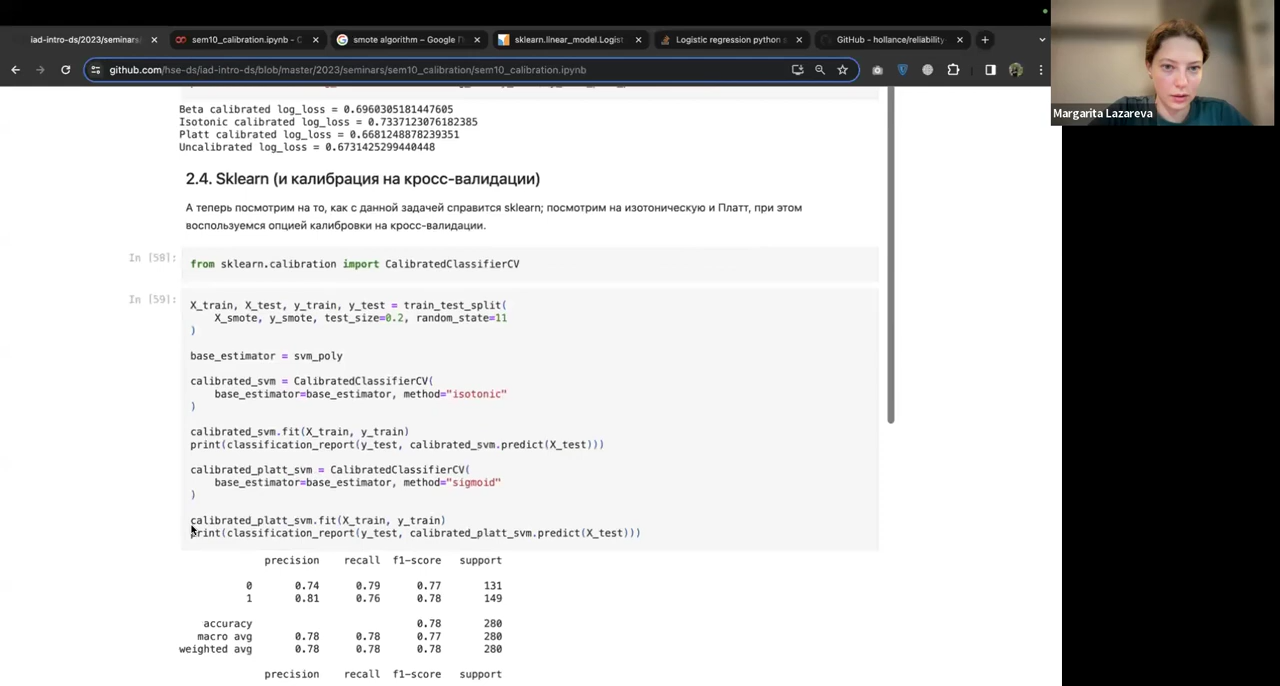 iad-intro-ds/2023/seminars
sem10_calibration.ipynb - C
smote algorithm – Google П
sklearn.linear_model.Logist
Logistic regression python s
GitHub - hollance/reliability-
github.com/hse-ds/iad-intro-ds/blob/master/2023/seminars/sem10_calibration/sem10_calibration.ipynb
Margarita Lazareva
Beta calibrated log_loss = 0.6960305181447605
Isotonic calibrated log_loss = 0.7337123076182385
Platt calibrated log_loss = 0.6681248878239351
Uncalibrated log_loss = 0.6731425299440448
2.4. Sklearn (и калибрация на кросс-валидации)
А теперь посмотрим на то, как с данной задачей справится sklearn; посмотрим на изотоническую и Платт, при этом
воспользуемся опцией калибровки на кросс-валидации.
In [58]:
from sklearn.calibration import CalibratedClassifierCV
In [59]:
X_train, X_test, y_train, y_test = train_test_split(
X_smote, y_smote, test_size=0.2, random_state=11
)
base_estimator = svm_poly
calibrated_svm = CalibratedClassifierCV(
base_estimator=base_estimator, method="isotonic"
)
calibrated_svm.fit(X_train, y_train)
print(classification_report(y_test, calibrated_svm.predict(X_test)))
calibrated_platt_svm = CalibratedClassifierCV(
base_estimator=base_estimator, method="sigmoid"
)
calibrated_platt_svm.fit(X_train, y_train)
print(classification_report(y_test, calibrated_platt_svm.predict(X_test)))
precision recall f1-score support
0 0.74 0.79 0.77 131
1 0.81 0.76 0.78 149
accuracy 0.78 280
macro avg 0.78 0.78 0.77 280
weighted avg 0.78 0.78 0.78 280
precision recall f1-score support